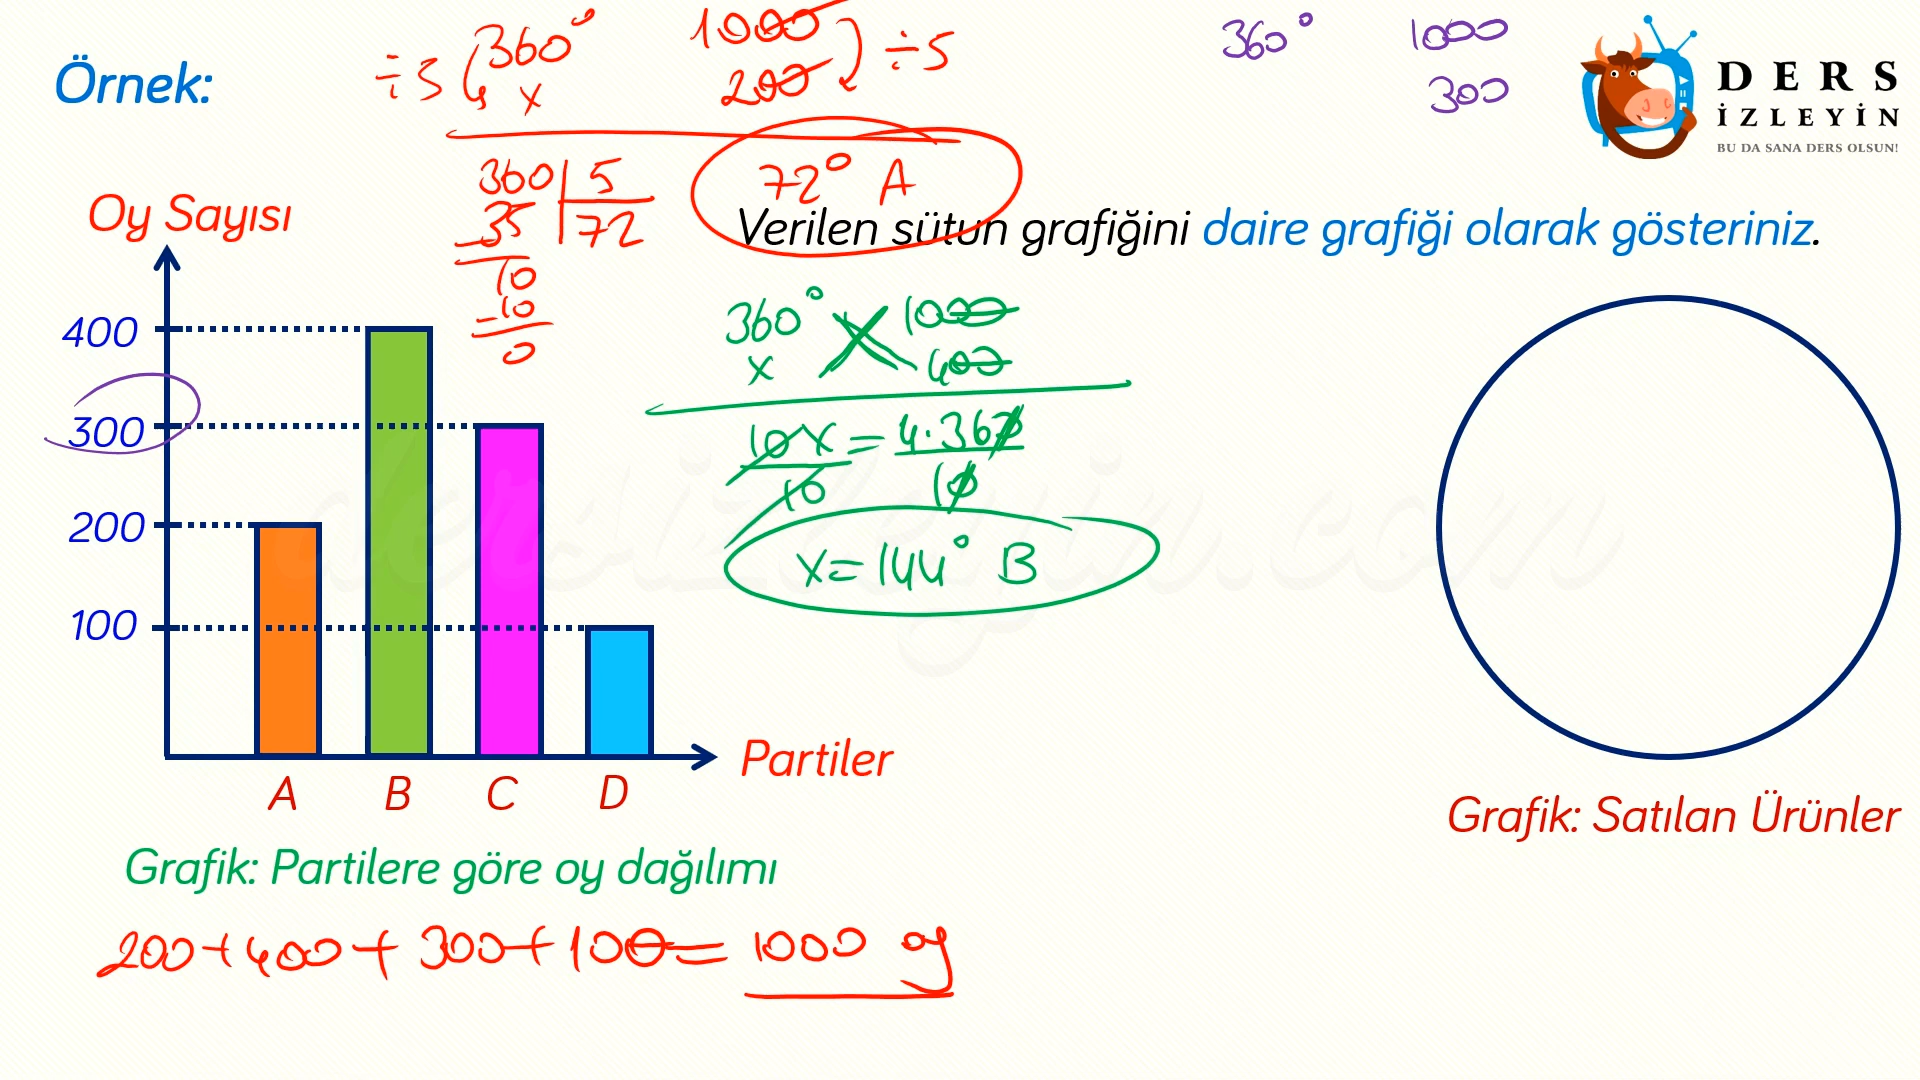 Örnek:
÷5 360° 1000 ÷5
x 200
360 5
35 72
10
-10
0
72° A
360° 1000
300
DERS
İZLEYİN
BU DA SANA DERS OLSUN!
Verilen sütun grafiğini daire grafiği olarak gösteriniz.
Oy Sayısı
400
300
200
100
A B C D
Partiler
Grafik: Partilere göre oy dağılımı
200+400+300+100=1000 oy
360° 1000
x 400
10x = 4.360
10 10
x=144° B
dersizleyin.com
Grafik: Satılan Ürünler